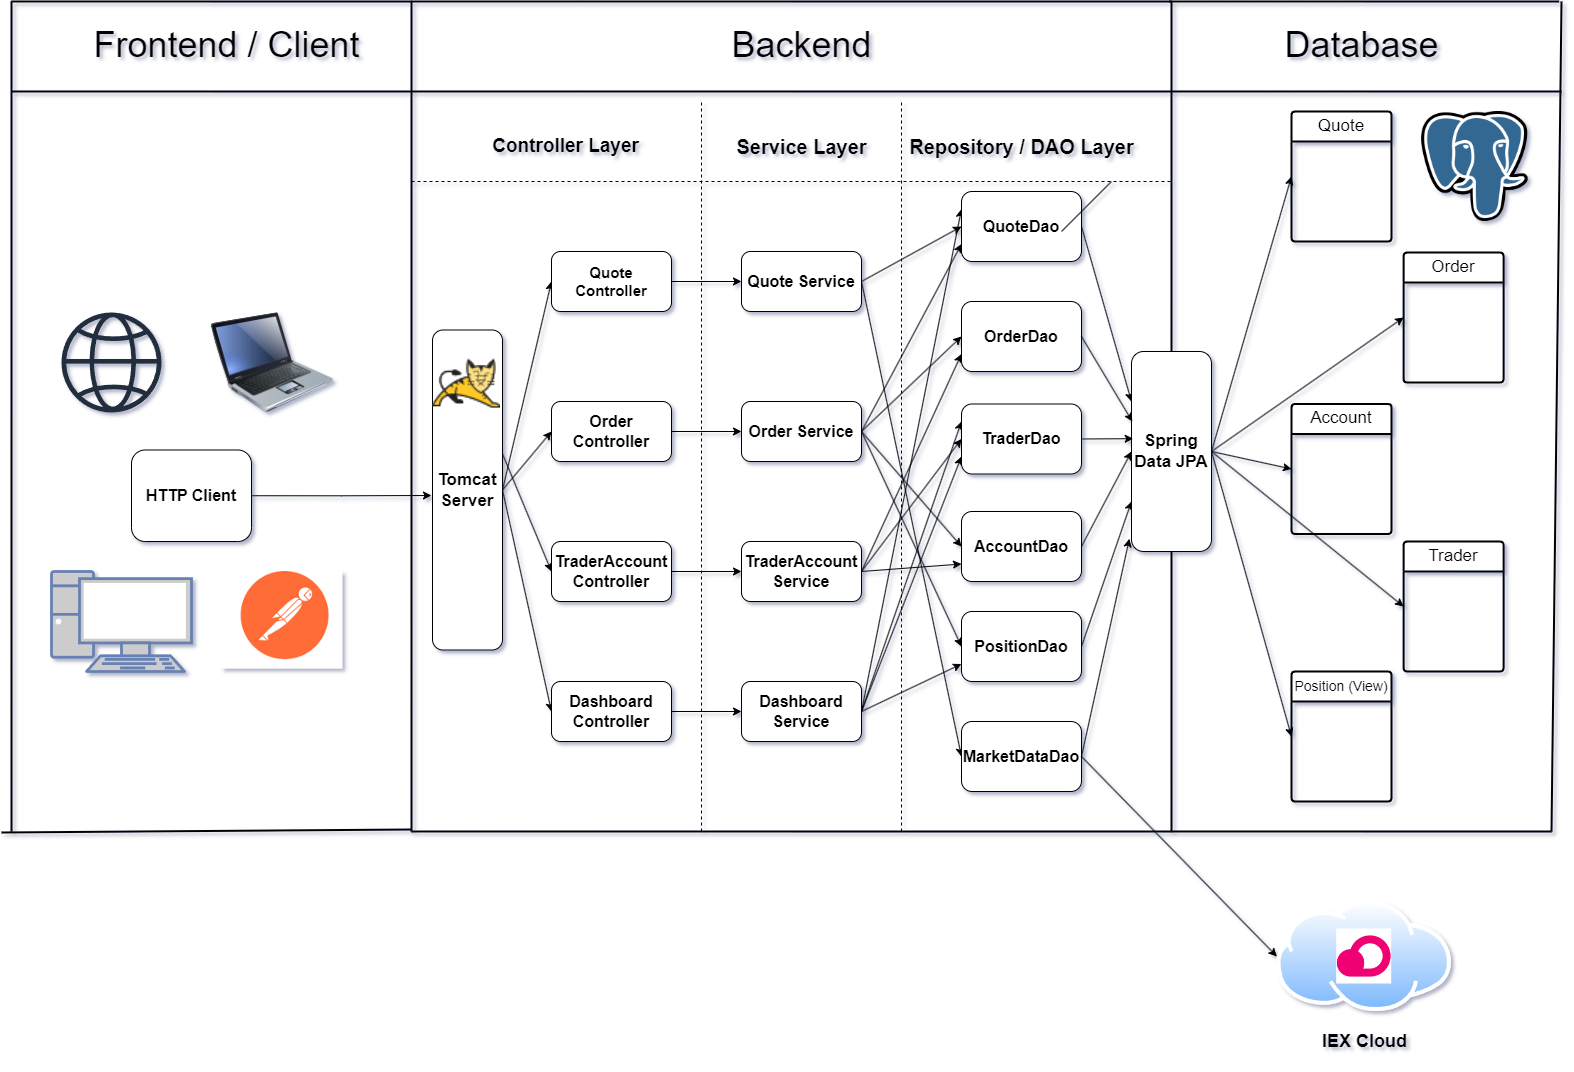 Frontend / Client
Backend
Database
Controller Layer
Service Layer
Repository / DAO Layer
HTTP Client
Tomcat
Server
Quote
Controller
Order
Controller
TraderAccount
Controller
Dashboard
Controller
Quote Service
Order Service
TraderAccount
Service
Dashboard
Service
QuoteDao
OrderDao
TraderDao
AccountDao
PositionDao
MarketDataDao
Spring
Data JPA
Quote
Order
Account
Trader
Position (View)
IEX Cloud